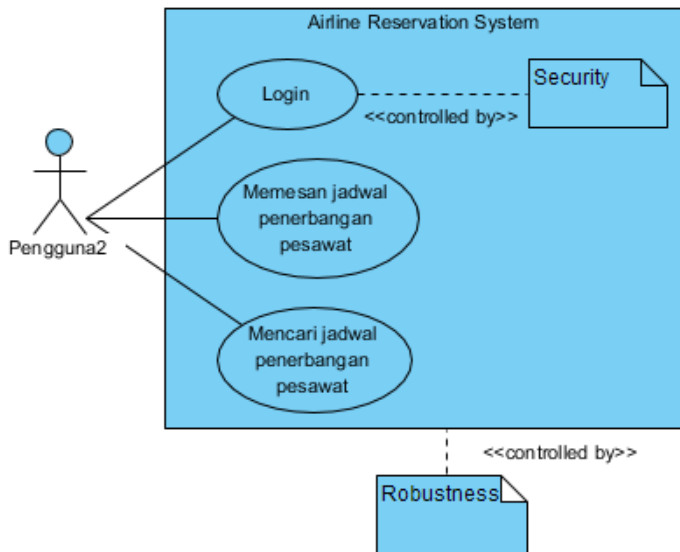 Airline Reservation System
Login
Security
<<controlled by>>
Pengguna2
Memesan jadwal
penerbangan
pesawat
Mencari jadwal
penerbangan
pesawat
<<controlled by>>
Robustness